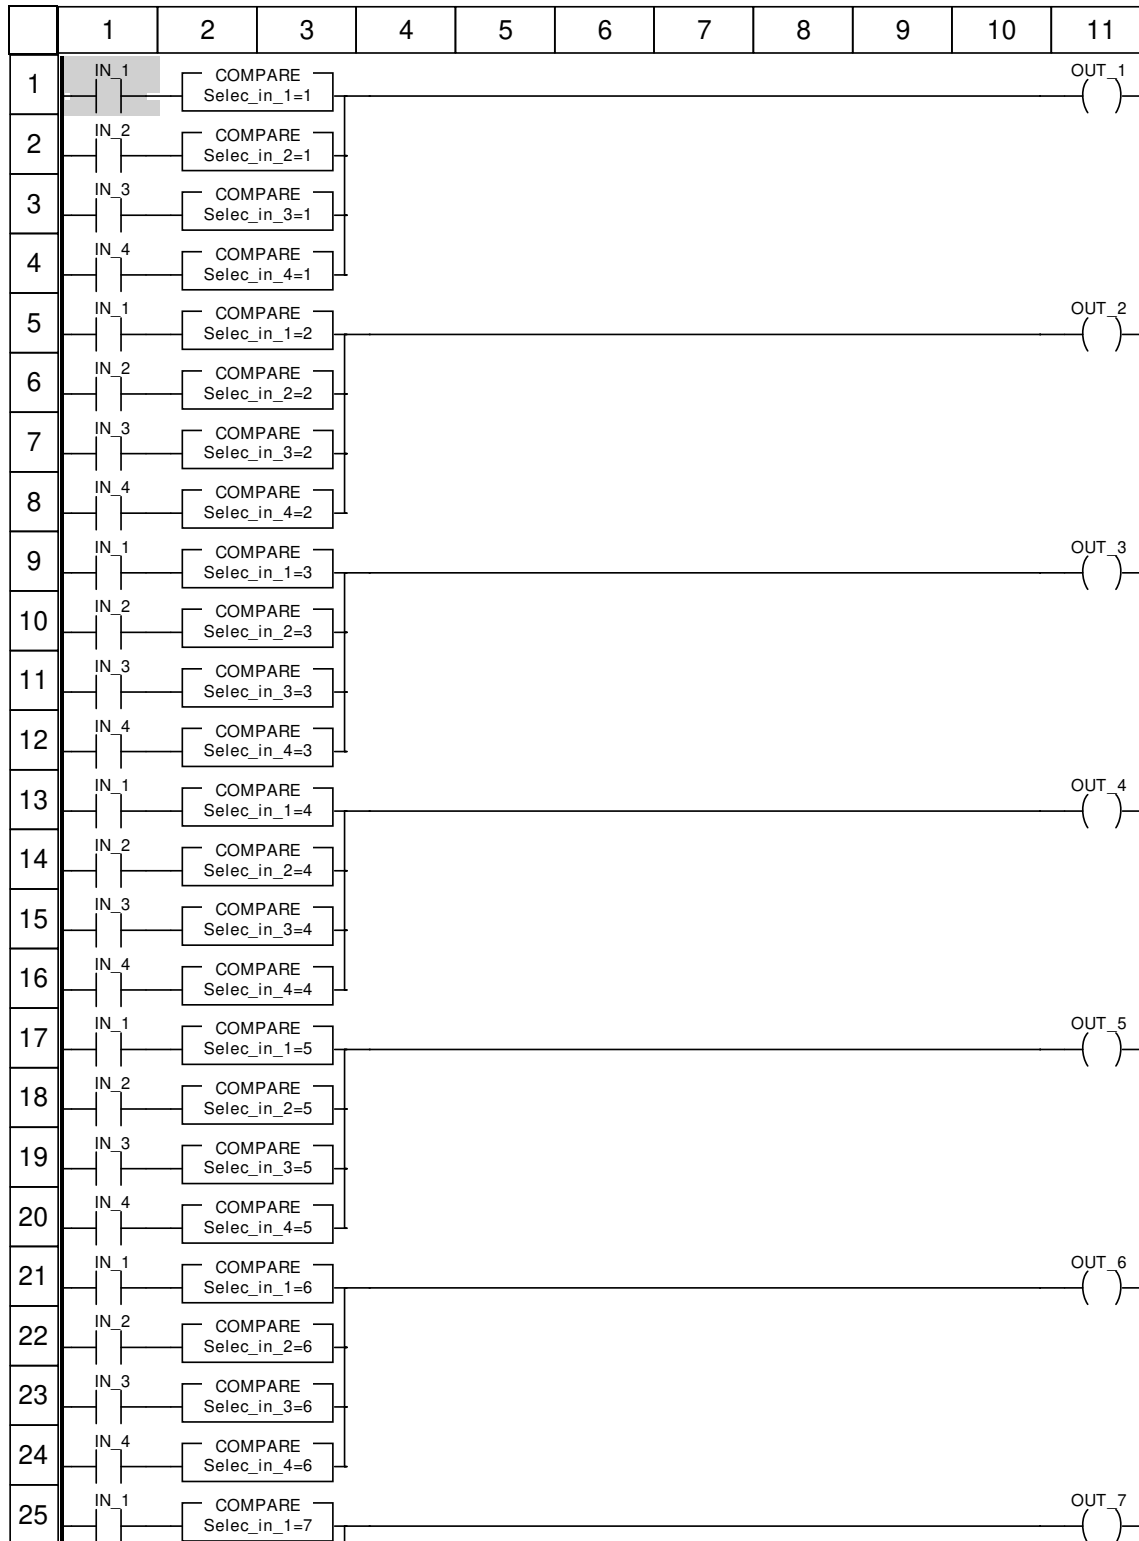 1 2 3 4 5 6 7 8 9 10 11
1 IN_1 COMPARE OUT_1
Selec_in_1=1
2 IN_2 COMPARE
Selec_in_2=1
3 IN_3 COMPARE
Selec_in_3=1
4 IN_4 COMPARE
Selec_in_4=1
5 IN_1 COMPARE OUT_2
Selec_in_1=2
6 IN_2 COMPARE
Selec_in_2=2
7 IN_3 COMPARE
Selec_in_3=2
8 IN_4 COMPARE
Selec_in_4=2
9 IN_1 COMPARE OUT_3
Selec_in_1=3
10 IN_2 COMPARE
Selec_in_2=3
11 IN_3 COMPARE
Selec_in_3=3
12 IN_4 COMPARE
Selec_in_4=3
13 IN_1 COMPARE OUT_4
Selec_in_1=4
14 IN_2 COMPARE
Selec_in_2=4
15 IN_3 COMPARE
Selec_in_3=4
16 IN_4 COMPARE
Selec_in_4=4
17 IN_1 COMPARE OUT_5
Selec_in_1=5
18 IN_2 COMPARE
Selec_in_2=5
19 IN_3 COMPARE
Selec_in_3=5
20 IN_4 COMPARE
Selec_in_4=5
21 IN_1 COMPARE OUT_6
Selec_in_1=6
22 IN_2 COMPARE
Selec_in_2=6
23 IN_3 COMPARE
Selec_in_3=6
24 IN_4 COMPARE
Selec_in_4=6
25 IN_1 COMPARE OUT_7
Selec_in_1=7